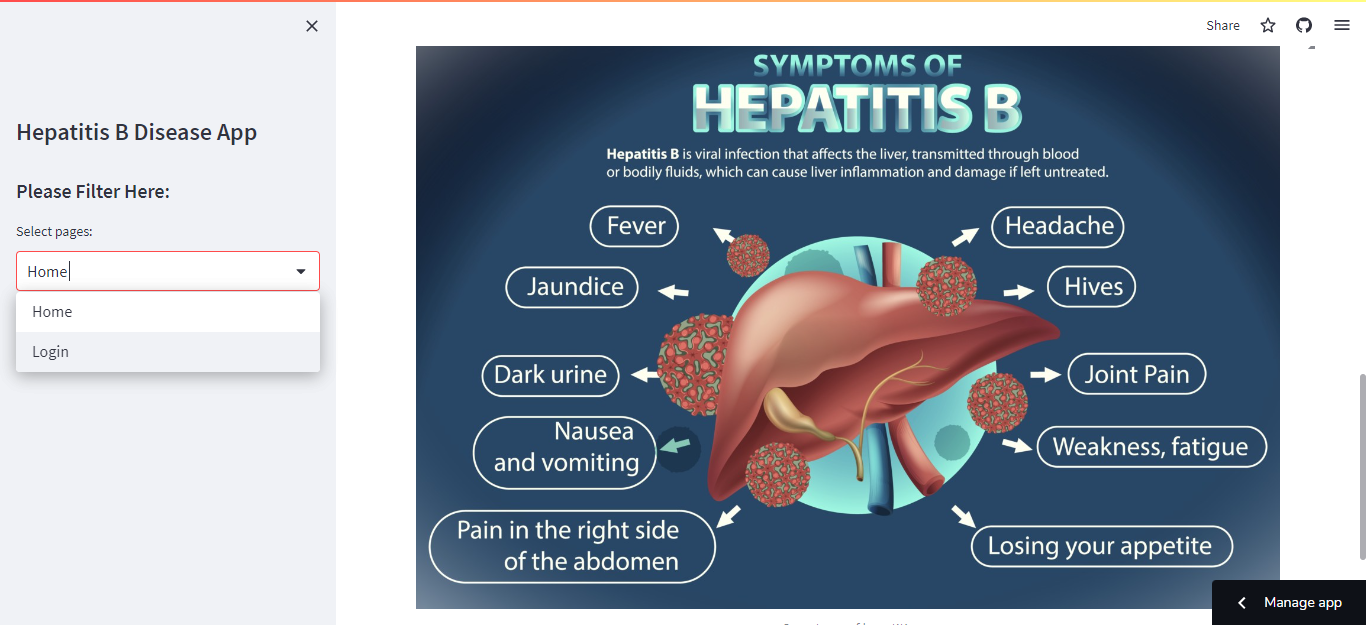 Share
Hepatitis B Disease App
Please Filter Here:
Select pages:
Home
Home
Login
SYMPTOMS OF
HEPATITIS B
Hepatitis B is viral infection that affects the liver, transmitted through blood
or bodily fluids, which can cause liver inflammation and damage if left untreated.
Fever
Headache
Jaundice
Hives
Dark urine
Joint Pain
Nausea
and vomiting
Weakness, fatigue
Pain in the right side
of the abdomen
Losing your appetite
Manage app